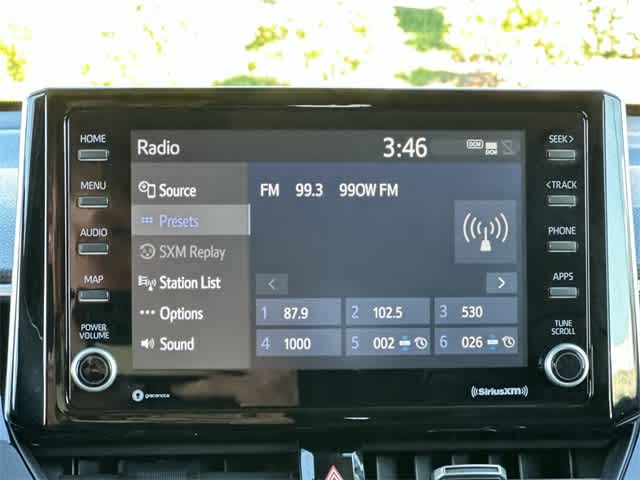 HOME
MENU
AUDIO
MAP
POWER
VOLUME
Radio 3:46 DCM DCM
Source
Presets
SXM Replay
Station List
Options
Sound
FM 99.3 99OW FM
< >
1 87.9 2 102.5 3 530
4 1000 5 002 6 026
SEEK >
< TRACK
PHONE
APPS
TUNE
SCROLL
gracenote
SiriusXM